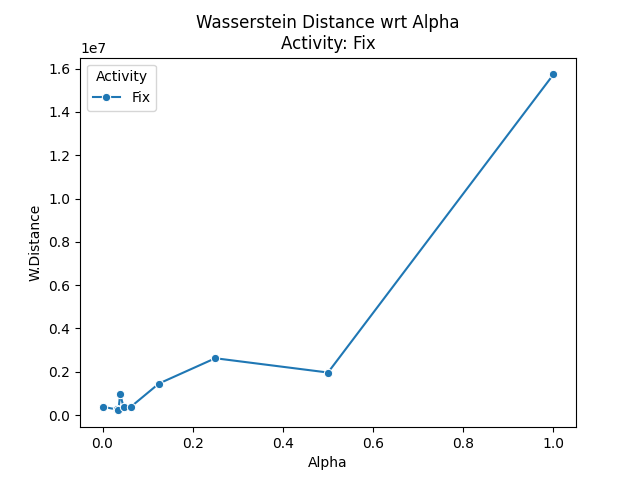 Wasserstein Distance wrt Alpha
Activity: Fix
1e7
Activity
Fix
1.6
1.4
1.2
1.0
0.8
0.6
0.4
0.2
0.0
W.Distance
0.0 0.2 0.4 0.6 0.8 1.0
Alpha